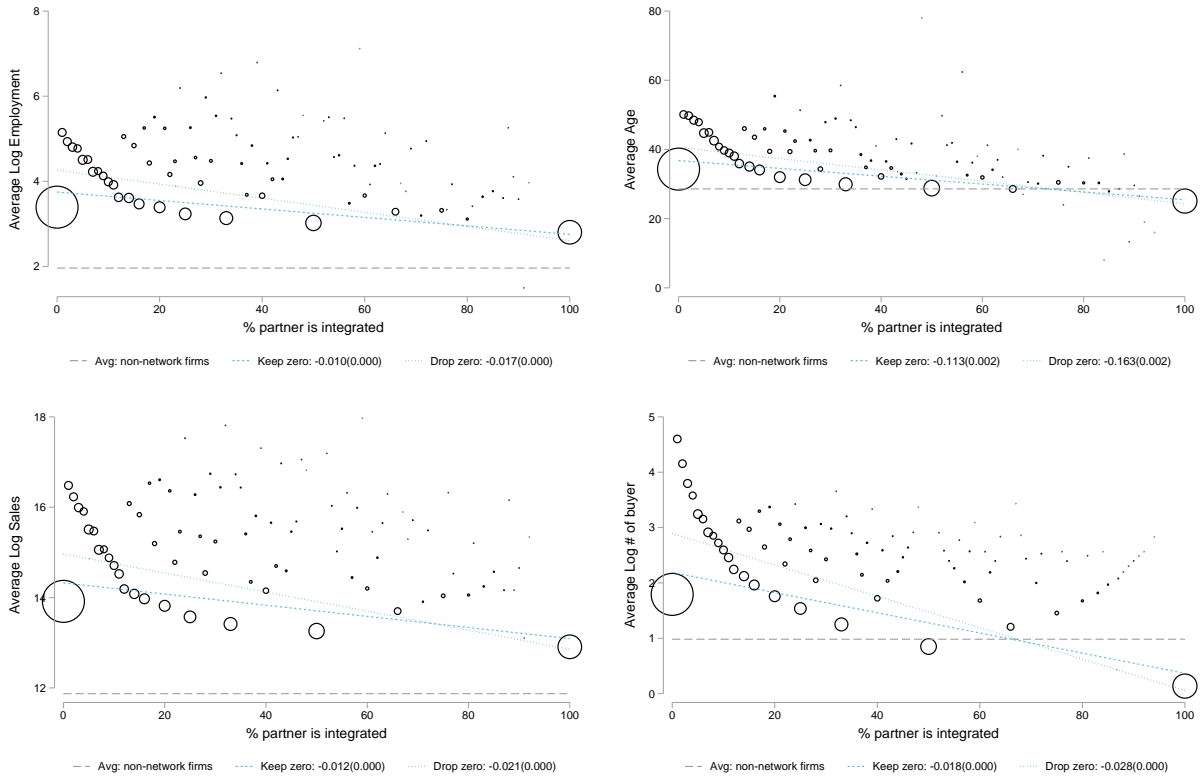 8
6
4
2
Average Log Employment
0 20 40 60 80 100
% partner is integrated
Avg: non-network firms Keep zero: -0.010(0.000) Drop zero: -0.017(0.000)
80
60
40
20
0
Average Age
0 20 40 60 80 100
% partner is integrated
Avg: non-network firms Keep zero: -0.113(0.002) Drop zero: -0.163(0.002)
18
16
14
12
Average Log Sales
0 20 40 60 80 100
% partner is integrated
Avg: non-network firms Keep zero: -0.012(0.000) Drop zero: -0.021(0.000)
5
4
3
2
1
0
Average Log # of buyer
0 20 40 60 80 100
% partner is integrated
Avg: non-network firms Keep zero: -0.018(0.000) Drop zero: -0.028(0.000)